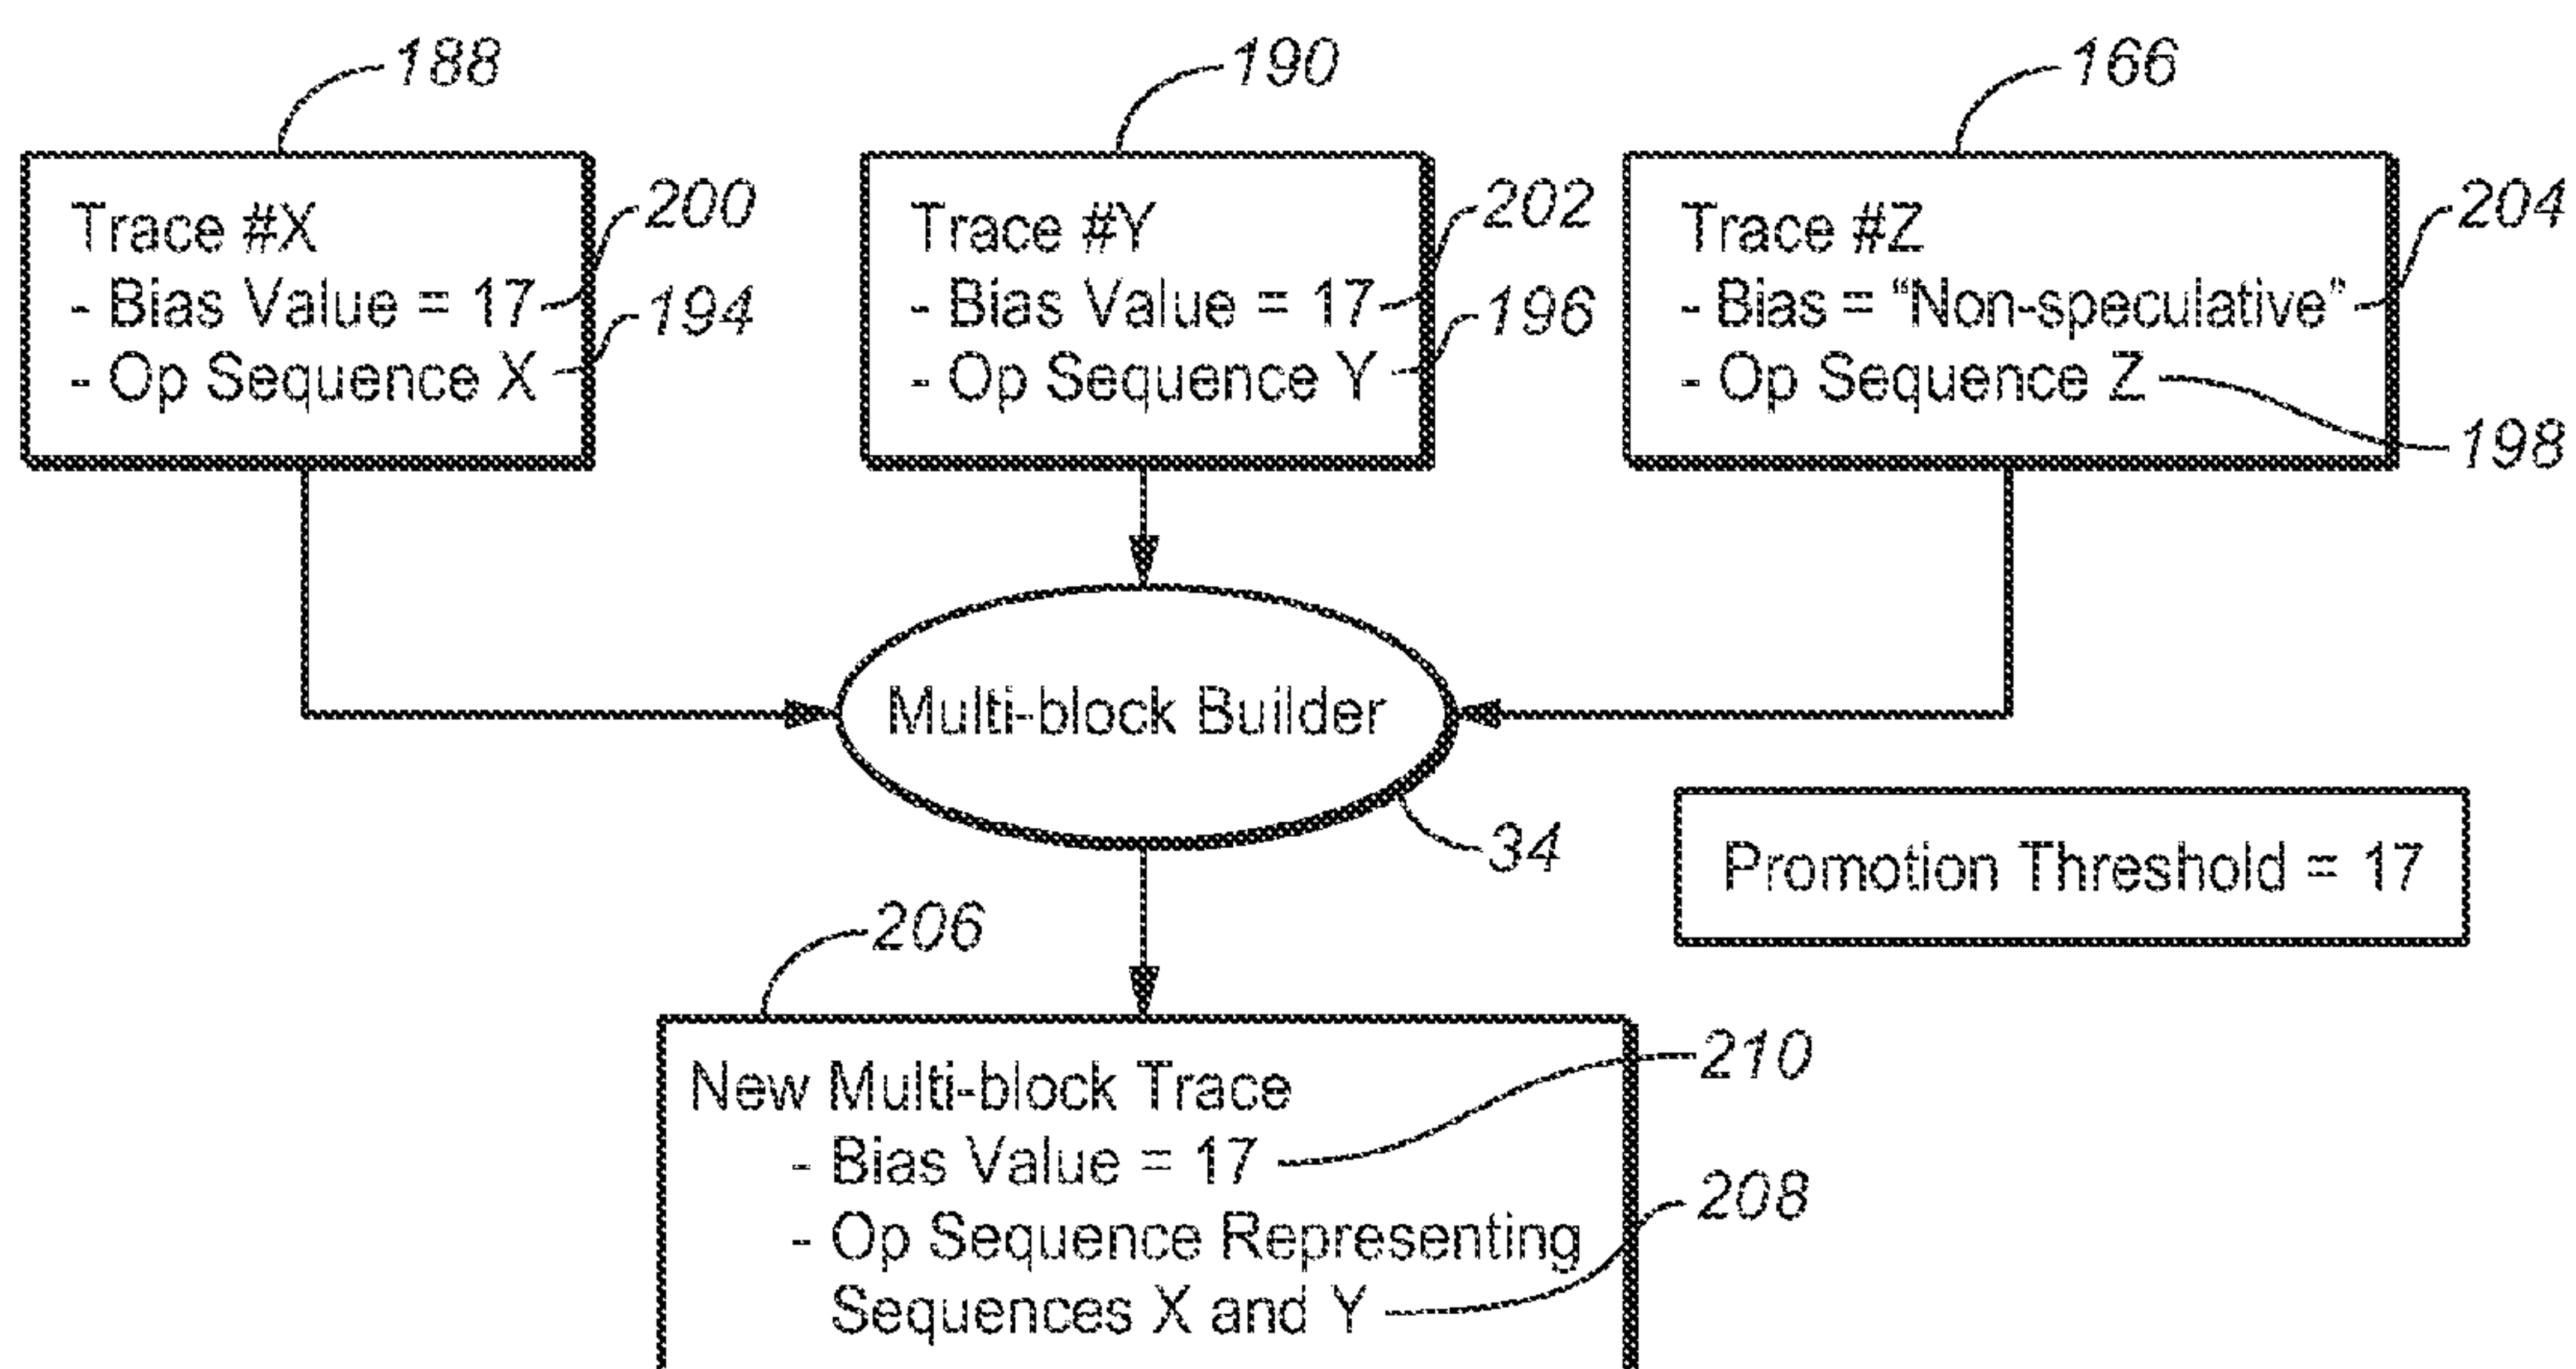 188
190
166
Trace #X
- Bias Value = 17
- Op Sequence X
200
194
Trace #Y
- Bias Value = 17
- Op Sequence Y
202
196
Trace #Z
- Bias = “Non-speculative”
- Op Sequence Z
204
198
Multi-block Builder
34
Promotion Threshold = 17
206
New Multi-block Trace
- Bias Value = 17
- Op Sequence Representing
Sequences X and Y
210
208